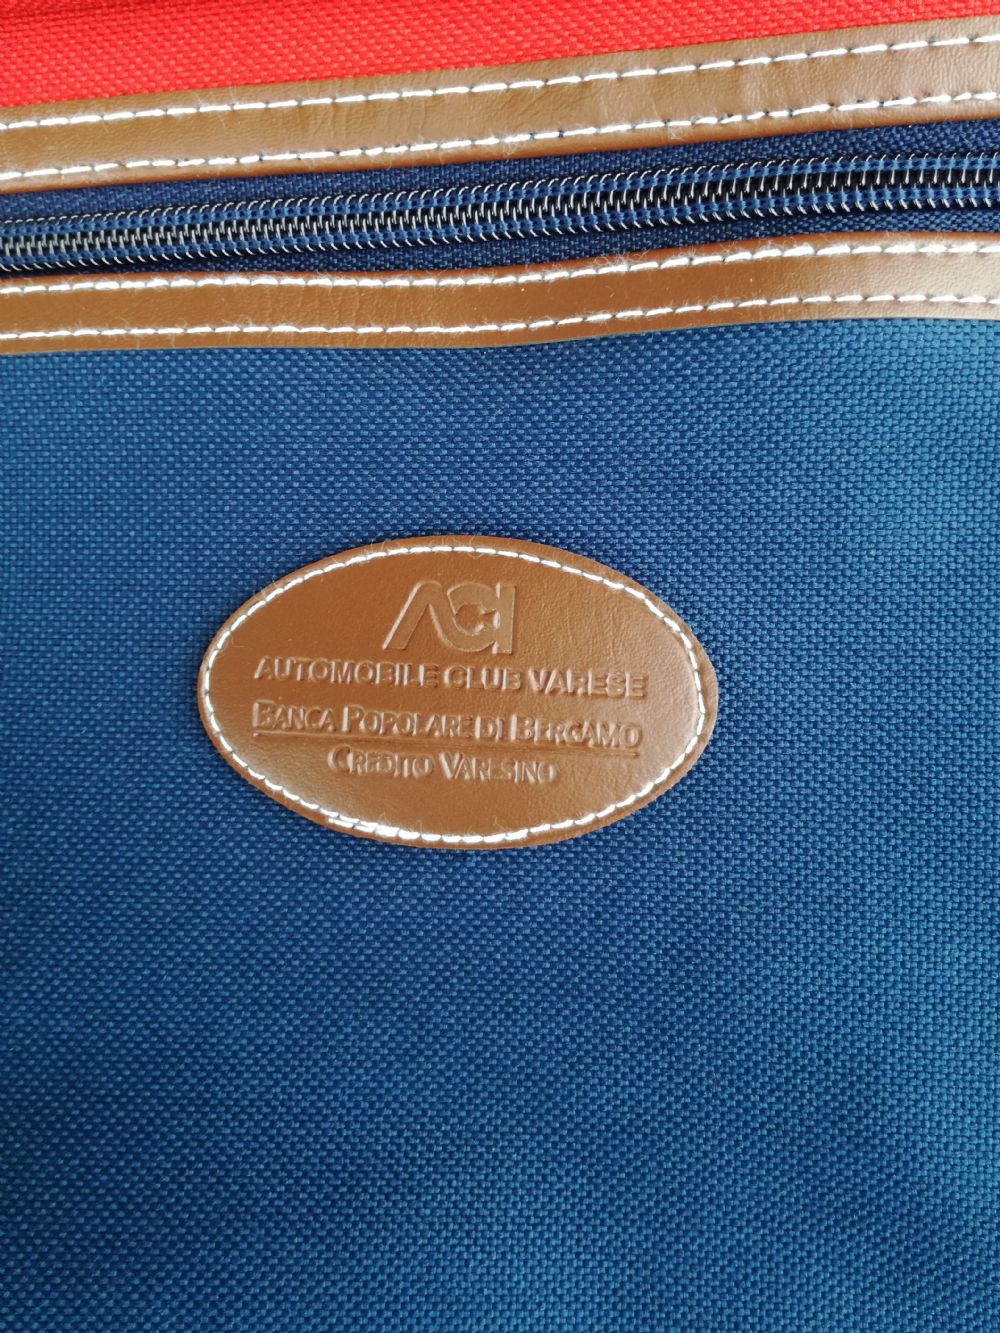 ACI
AUTOMOBILE CLUB VARESE
BANCA POPOLARE DI BERGAMO
CREDITO VARESINO